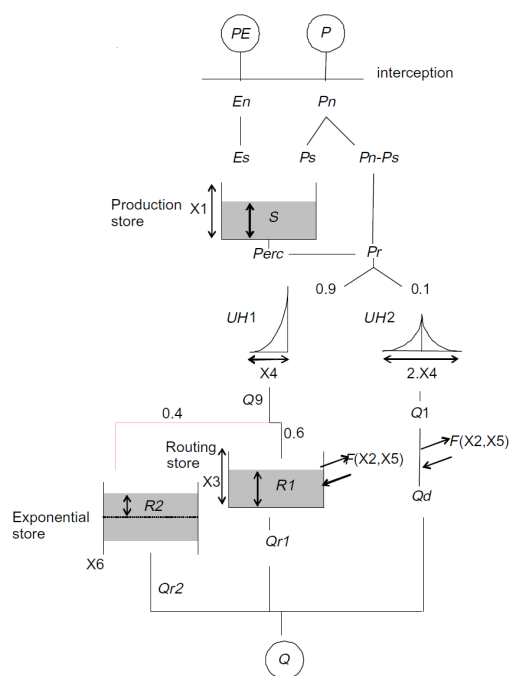 PE
P
interception
En
Pn
Es
Ps
Pn-Ps
Production
store
X1
S
Perc
Pr
0.9
0.1
UH1
UH2
X4
2.X4
Q9
Q1
0.4
0.6
Routing
store
F(X2,X5)
F(X2,X5)
X3
R1
R2
Qd
Exponential
store
Qr1
X6
Qr2
Q